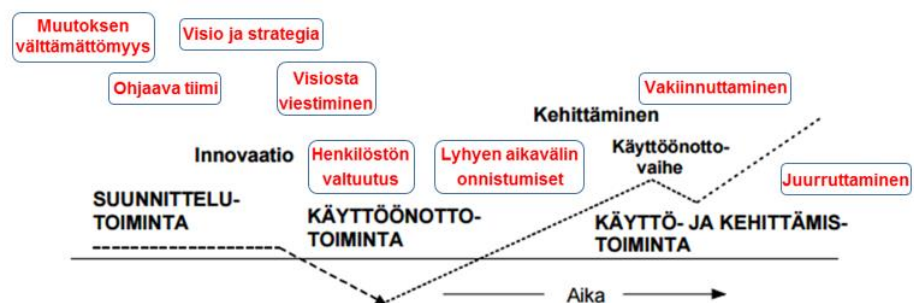 Muutoksen
välttämättömyys
Visio ja strategia
Ohjaava tiimi
Visiosta
viestiminen
Vakiinnuttaminen
Kehittäminen
Innovaatio
Henkilöstön
valtuutus
Lyhyen aikavälin
onnistumiset
Käyttöönotto-
vaihe
Juurruttaminen
SUUNNITTELU-
TOIMINTA
KÄYTTÖÖNOTTO-
TOIMINTA
KÄYTTÖ- JA KEHITTÄMIS-
TOIMINTA
Aika